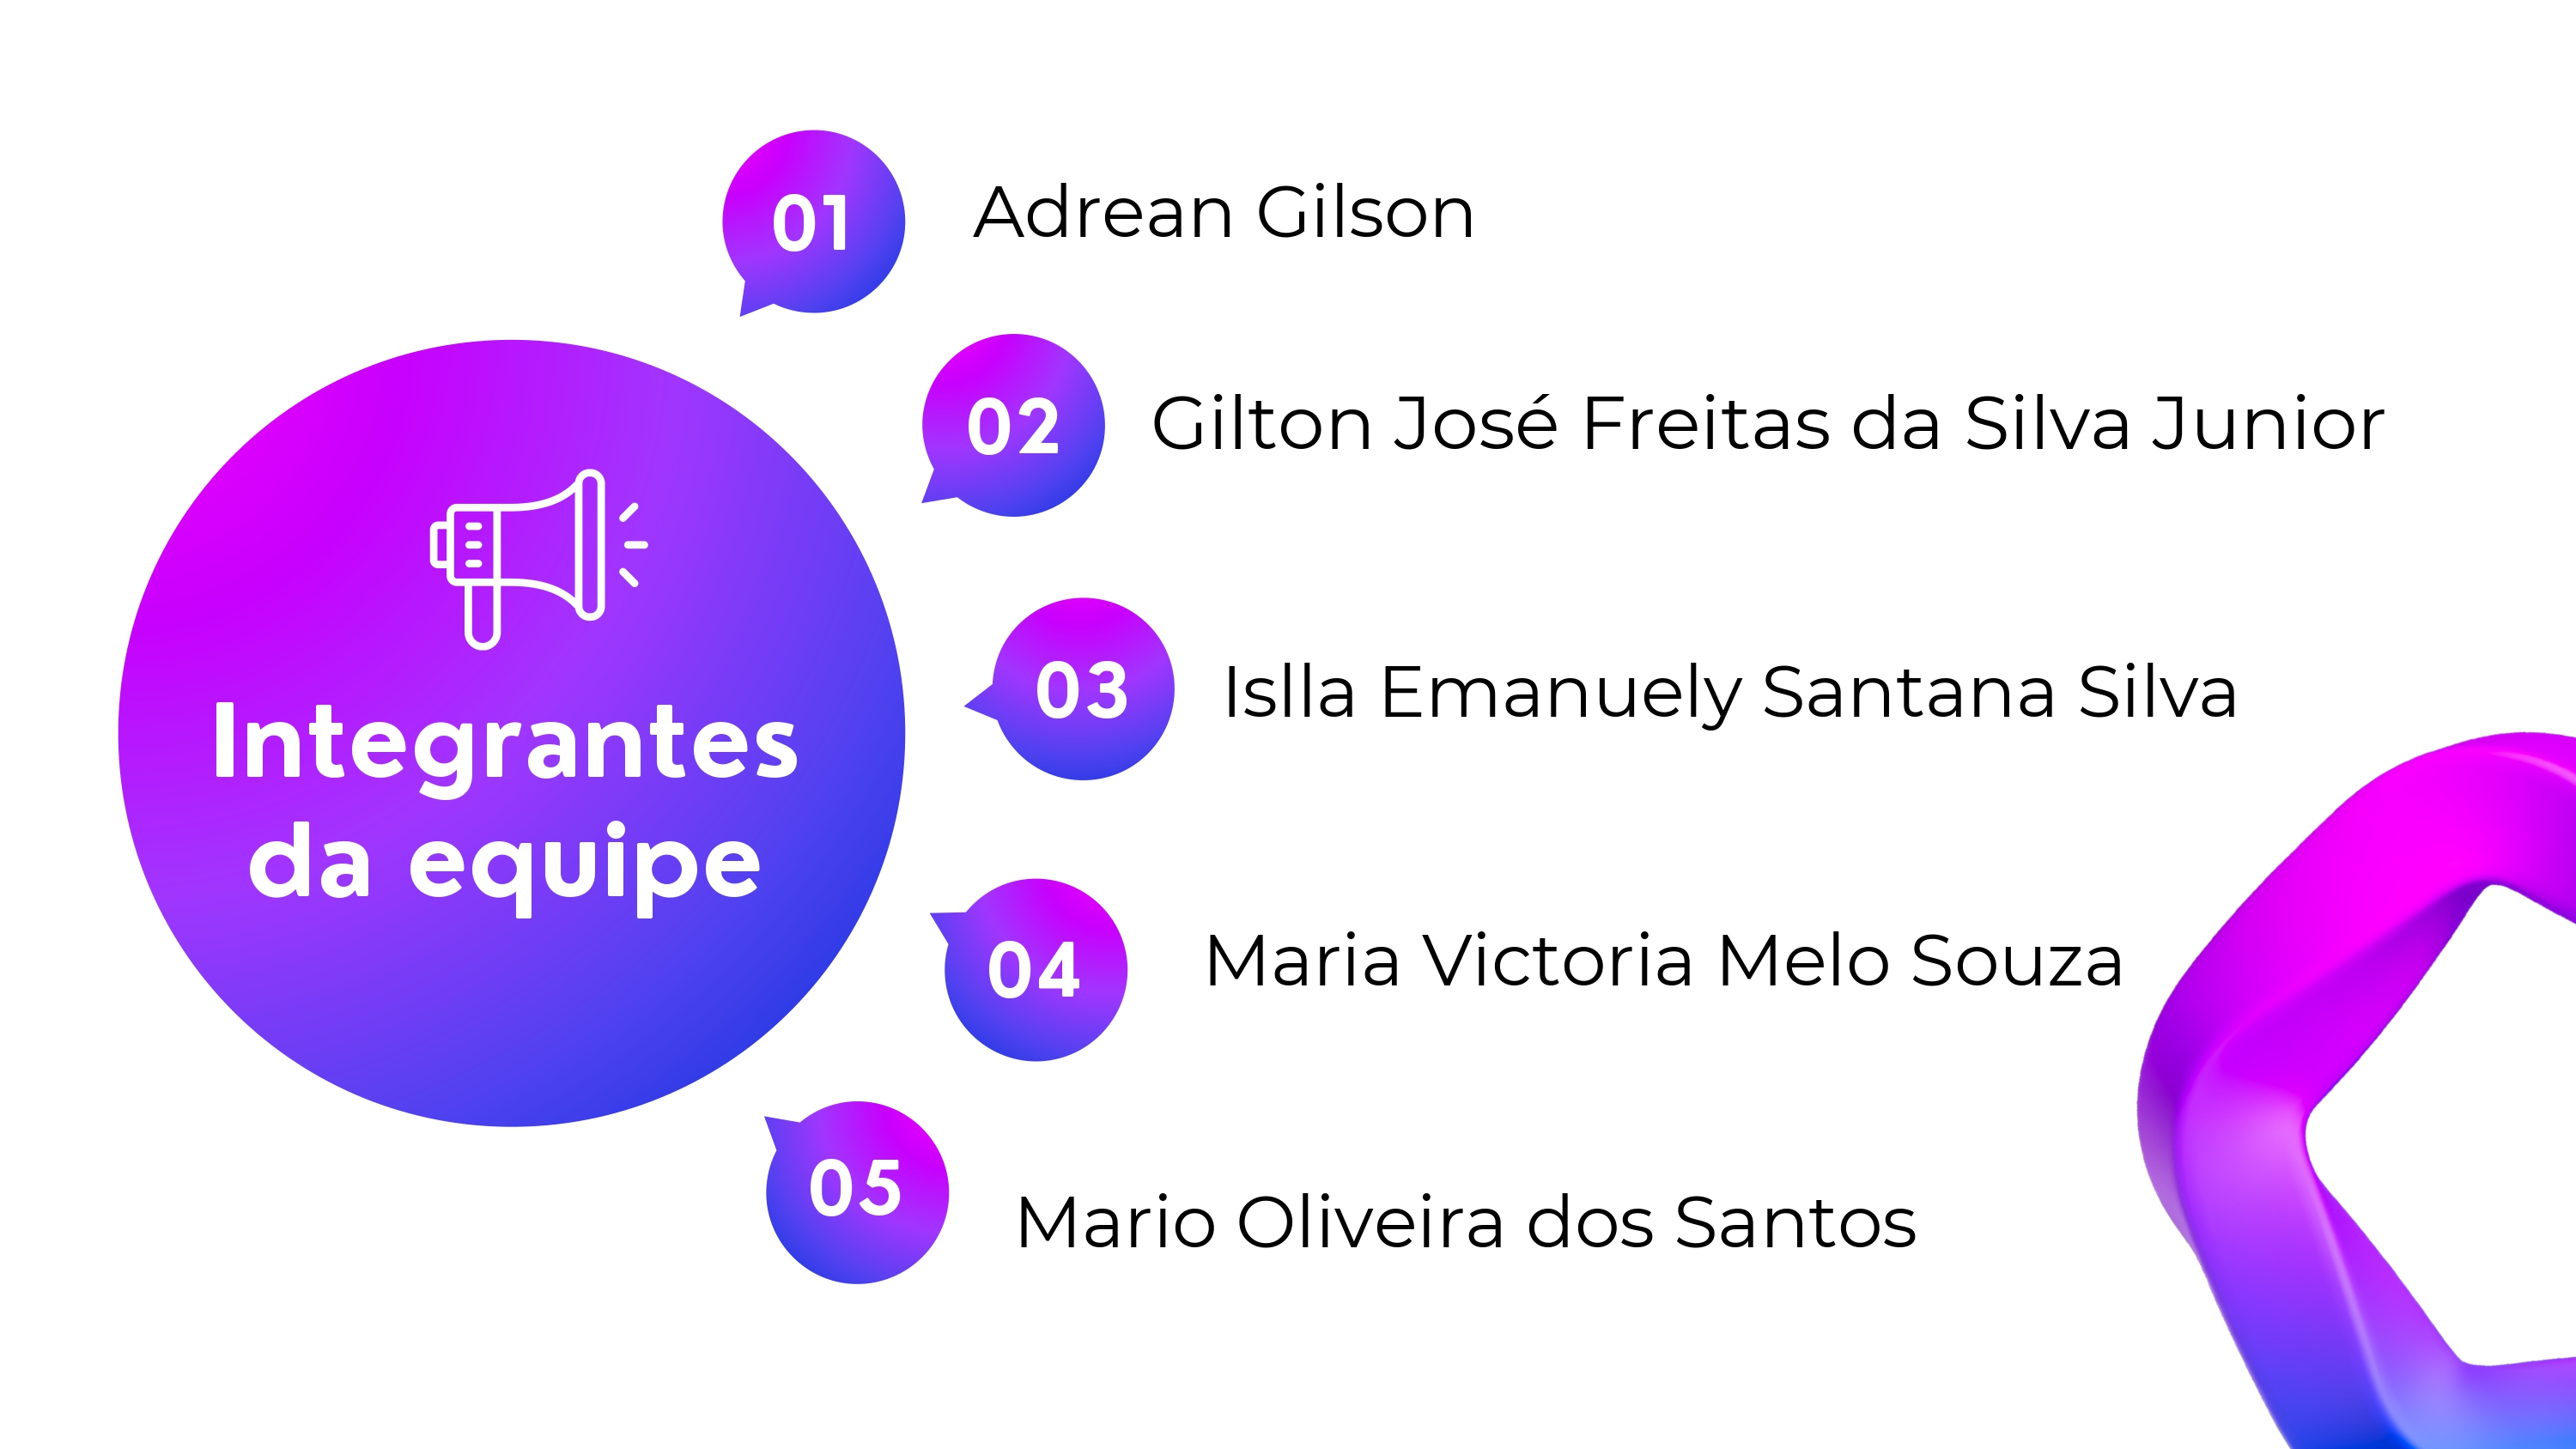 Integrantes
da equipe
01
Adrean Gilson
02
Gilton José Freitas da Silva Junior
03
Islla Emanuely Santana Silva
04
Maria Victoria Melo Souza
05
Mario Oliveira dos Santos